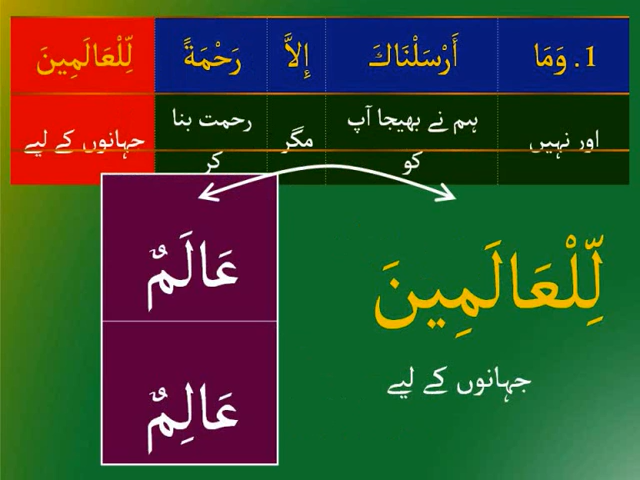 1. وَمَا أَرْسَلْنَاكَ إِلاَّ رَحْمَةً لِّلْعَالَمِينَ
اور نہیں ہم نے بھیجا آپ کو مگر رحمت بنا کر جہانوں کے لیے
عَالَمٌ
لِّلْعَالَمِينَ
جہانوں کے لیے
عَالِمٌ